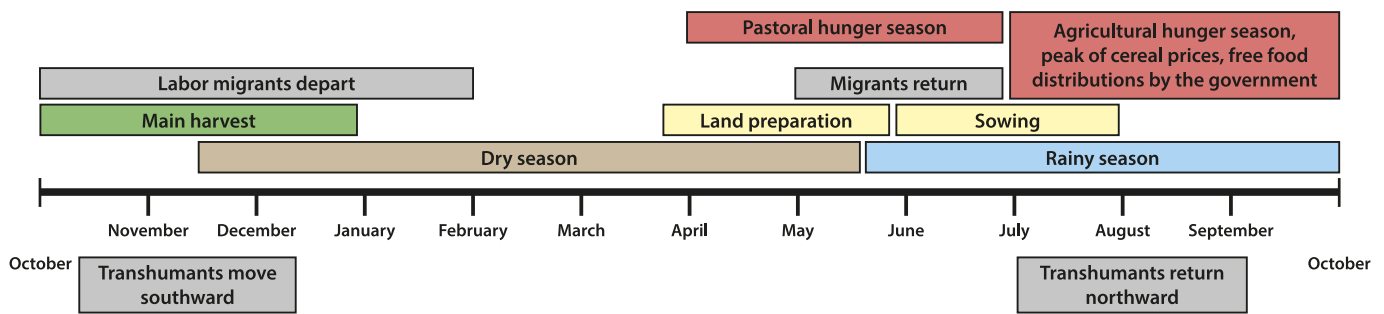 Pastoral hunger season
Agricultural hunger season,
peak of cereal prices, free food
distributions by the government
Labor migrants depart
Migrants return
Main harvest
Land preparation
Sowing
Dry season
Rainy season
November
December
January
February
March
April
May
June
July
August
September
October
October
Transhumants move
southward
Transhumants return
northward